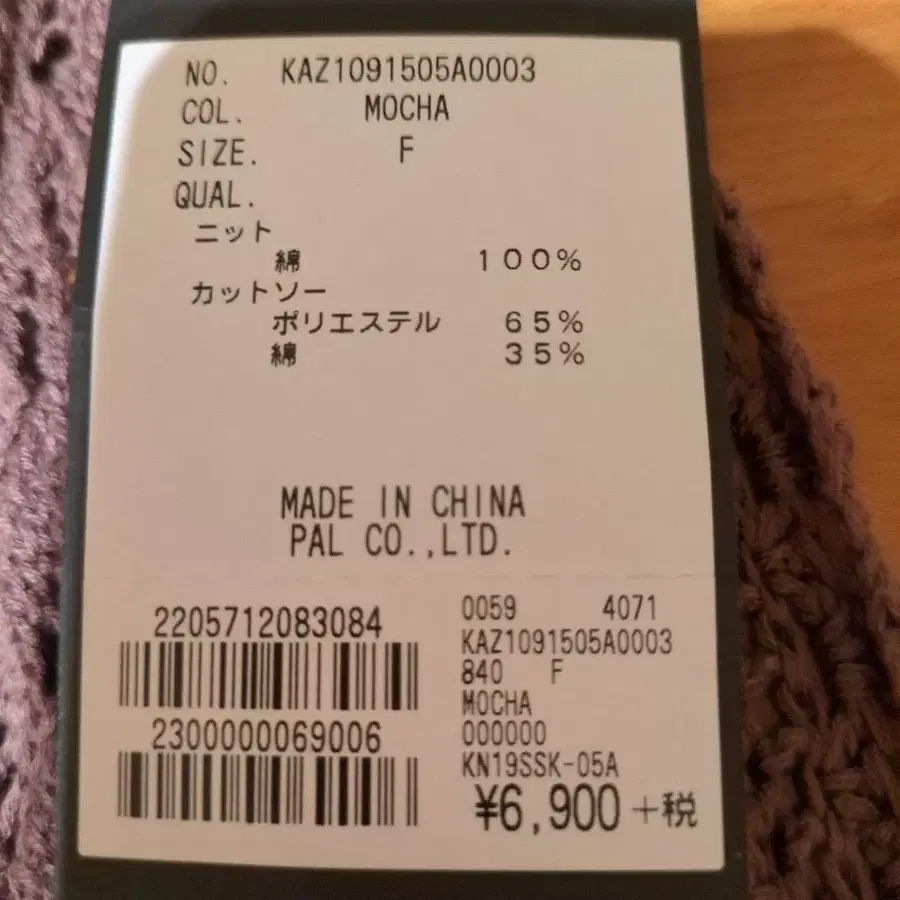 NO. KAZ1091505A0003
COL. MOCHA
SIZE. F
QUAL.
ニット
綿 100%
カットソー
ポリエステル 65%
綿 35%
MADE IN CHINA
PAL CO.,LTD.
2205712083084
2300000069006
0059 4071
KAZ1091505A0003
840 F
MOCHA
000000
KN19SSK-05A
¥6,900+税